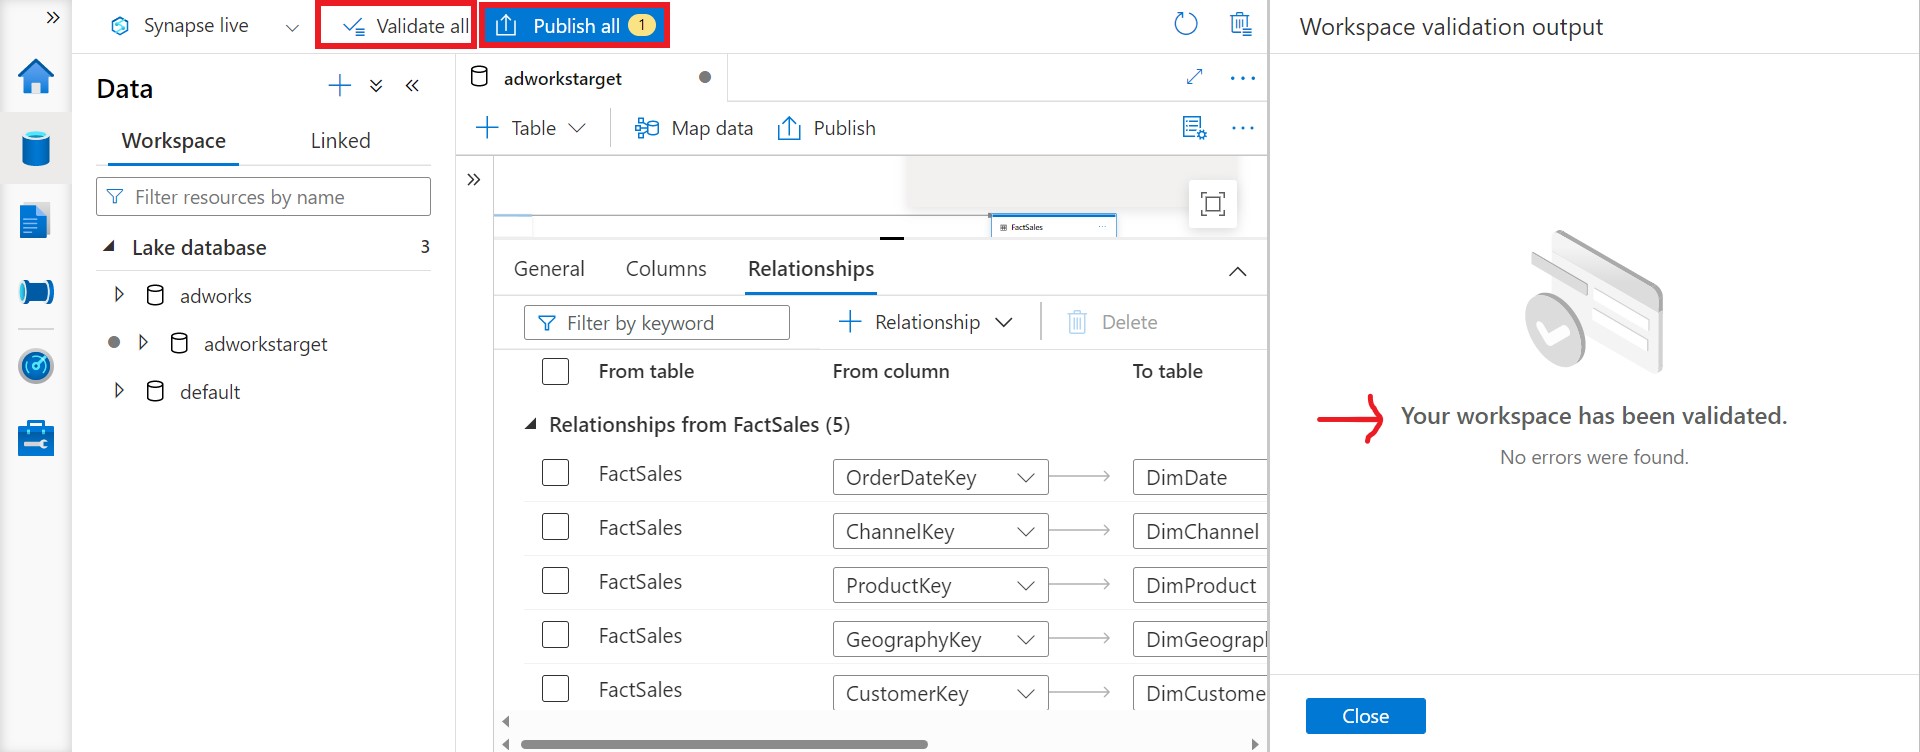 Synapse live
Validate all
Publish all 1
Data
Workspace Linked
Filter resources by name
Lake database 3
adworks
adworkstarget
default
adworkstarget
Table Map data Publish
FactSales
General Columns Relationships
Filter by keyword Relationship Delete
From table From column To table
Relationships from FactSales (5)
FactSales OrderDateKey DimDate
FactSales ChannelKey DimChannel
FactSales ProductKey DimProduct
FactSales GeographyKey DimGeograph
FactSales CustomerKey DimCustome
Workspace validation output
Your workspace has been validated.
No errors were found.
Close